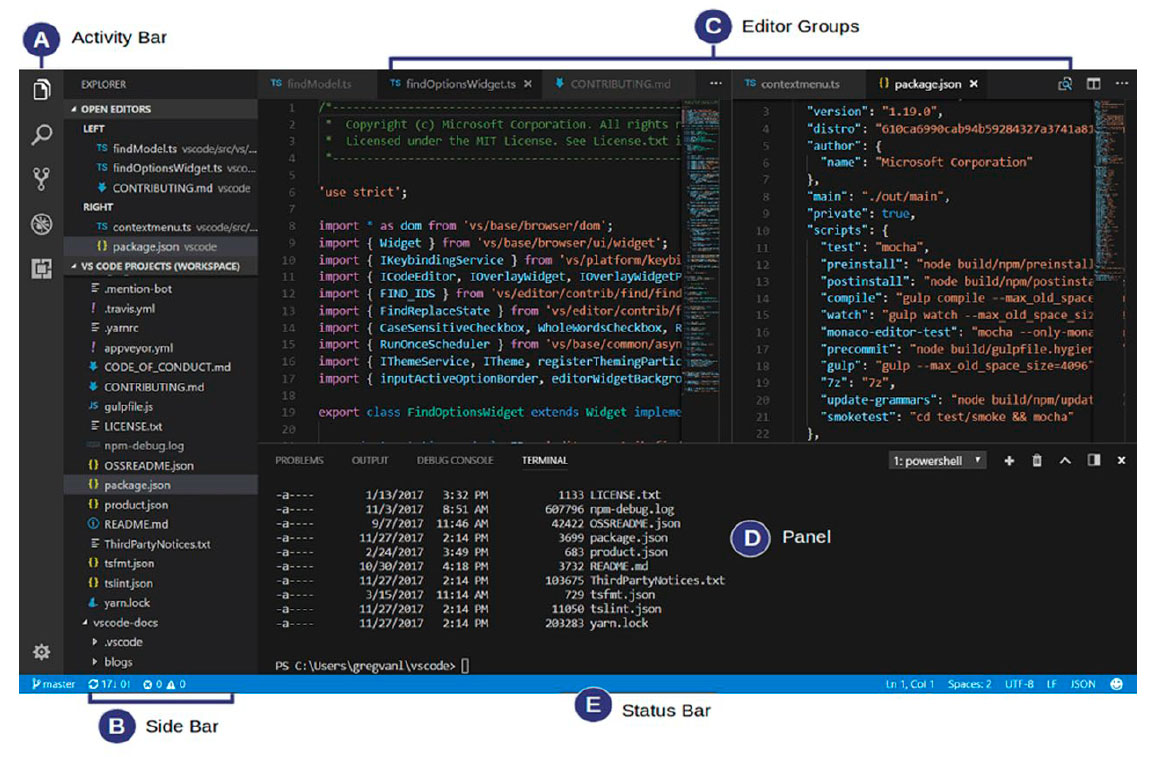 A Activity Bar
C Editor Groups
EXPLORER
OPEN EDITORS
LEFT
TS findModel.ts vscode/src/vs/...
TS findOptionsWidget.ts vsco...
CONTRIBUTING.md vscode
RIGHT
TS contextmenu.ts vscode/src/...
{} package.json vscode
VS CODE PROJECTS (WORKSPACE)
.mention-bot
! .travis.yml
.yarnrc
! appveyor.yml
CODE_OF_CONDUCT.md
CONTRIBUTING.md
JS gulpfile.js
LICENSE.txt
npm-debug.log
{} OSSREADME.json
{} package.json
{} product.json
README.md
ThirdPartyNotices.txt
{} tsfmt.json
{} tslint.json
yarn.lock
vscode-docs
.vscode
blogs
TS findModel.ts TS findOptionsWidget.ts × CONTRIBUTING.md ...
1 /*--------------------------------------------------
2 * Copyright (c) Microsoft Corporation. All rights
3 * Licensed under the MIT License. See License.txt i
4 *--------------------------------------------------
5
6 'use strict';
7
8 import * as dom from 'vs/base/browser/dom';
9 import { Widget } from 'vs/base/browser/ui/widget';
10 import { IKeybindingService } from 'vs/platform/keybi
11 import { ICodeEditor, IOverlayWidget, IOverlayWidgetP
12 import { FIND_IDS } from 'vs/editor/contrib/find/find
13 import { FindReplaceState } from 'vs/editor/contrib/f
14 import { CaseSensitiveCheckbox, WholeWordsCheckbox, R
15 import { RunOnceScheduler } from 'vs/base/common/asyn
16 import { IThemeService, ITheme, registerThemingPartic
17 import { inputActiveOptionBorder, editorWidgetBackgro
18
19 export class FindOptionsWidget extends Widget impleme
20
TS contextmenu.ts {} package.json × ...
3 "version": "1.19.0",
4 "distro": "610ca6990cab94b59284327a3741a81
5 "author": {
6 "name": "Microsoft Corporation"
7 },
8 "main": "./out/main",
9 "private": true,
10 "scripts": {
11 "test": "mocha",
12 "preinstall": "node build/npm/preinstall
13 "postinstall": "node build/npm/postinsta
14 "compile": "gulp compile --max_old_space
15 "watch": "gulp watch --max_old_space_siz
16 "monaco-editor-test": "mocha --only-mona
17 "precommit": "node build/gulpfile.hygien
18 "gulp": "gulp --max_old_space_size=4096"
19 "7z": "7z",
20 "update-grammars": "node build/npm/updat
21 "smoketest": "cd test/smoke && mocha"
22 },
PROBLEMS OUTPUT DEBUG CONSOLE TERMINAL 1: powershell
-a---- 1/13/2017 3:32 PM 1133 LICENSE.txt
-a---- 11/3/2017 8:51 AM 607796 npm-debug.log
-a---- 9/7/2017 11:46 AM 42422 OSSREADME.json
-a---- 11/27/2017 2:14 PM 3699 package.json
-a---- 2/24/2017 3:49 PM 683 product.json
-a---- 10/30/2017 4:18 PM 3732 README.md
-a---- 11/27/2017 2:14 PM 103675 ThirdPartyNotices.txt
-a---- 3/15/2017 11:14 AM 729 tsfmt.json
-a---- 11/27/2017 2:14 PM 11050 tslint.json
-a---- 11/27/2017 2:14 PM 203283 yarn.lock
PS C:\Users\gregvanl\vscode>
D Panel
master 17↓ 0↑ 0 0 Ln 1, Col 1 Spaces: 2 UTF-8 LF JSON
B Side Bar
E Status Bar